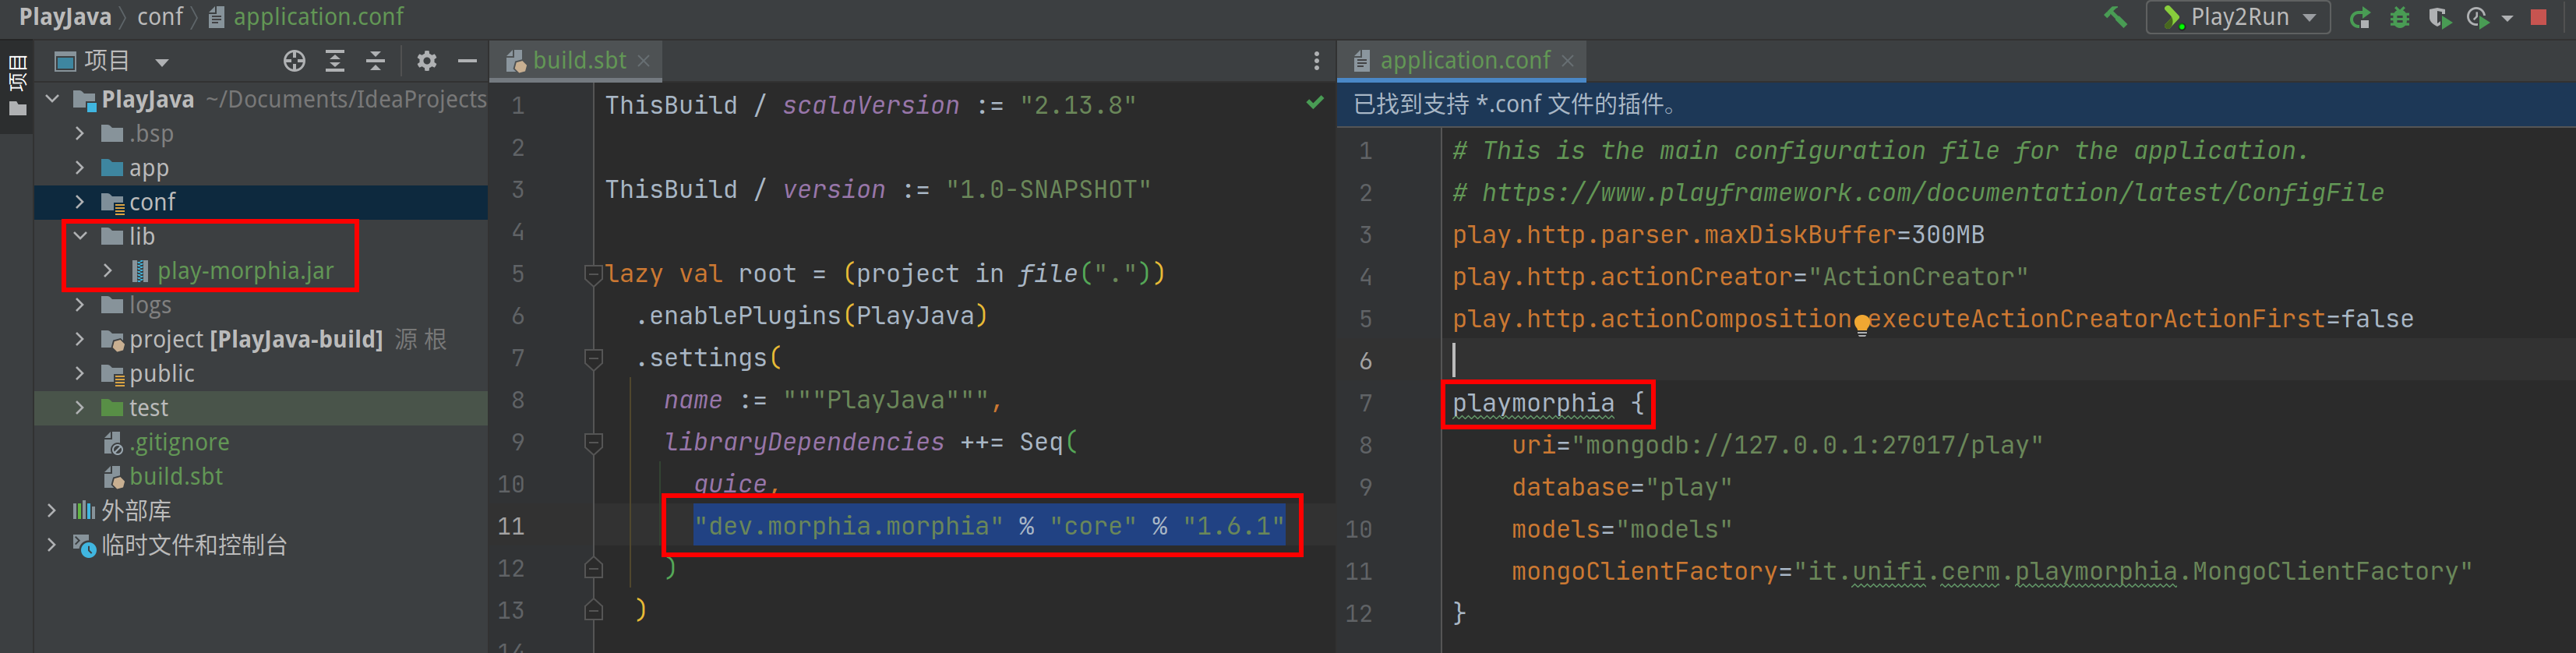 PlayJava conf application.conf
Play2Run
项目
项目
PlayJava ~/Documents/IdeaProjects
.bsp
app
conf
lib
play-morphia.jar
logs
project [PlayJava-build] 源 根
public
test
.gitignore
build.sbt
外部库
临时文件和控制台
build.sbt
1 ThisBuild / scalaVersion := "2.13.8"
2
3 ThisBuild / version := "1.0-SNAPSHOT"
4
5 lazy val root = (project in file("."))
6 .enablePlugins(PlayJava)
7 .settings(
8 name := """PlayJava""",
9 libraryDependencies ++= Seq(
10 guice,
11 "dev.morphia.morphia" % "core" % "1.6.1"
12 )
13 )
14
application.conf
已找到支持 *.conf 文件的插件。
1 # This is the main configuration file for the application.
2 # https://www.playframework.com/documentation/latest/ConfigFile
3 play.http.parser.maxDiskBuffer=300MB
4 play.http.actionCreator="ActionCreator"
5 play.http.actionComposition.executeActionCreatorActionFirst=false
6
7 playmorphia {
8 uri="mongodb://127.0.0.1:27017/play"
9 database="play"
10 models="models"
11 mongoClientFactory="it.unifi.cerm.playmorphia.MongoClientFactory"
12 }